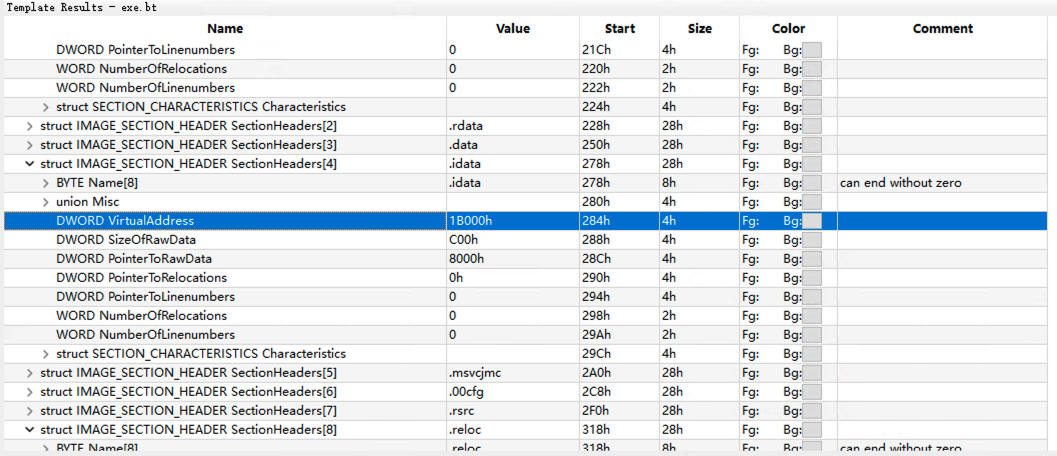 Template Results - exe.bt
Name Value Start Size Color Comment
DWORD PointerToLinenumbers 0 21Ch 4h Fg: Bg:
WORD NumberOfRelocations 0 220h 2h Fg: Bg:
WORD NumberOfLinenumbers 0 222h 2h Fg: Bg:
struct SECTION_CHARACTERISTICS Characteristics 224h 4h Fg: Bg:
struct IMAGE_SECTION_HEADER SectionHeaders[2] .rdata 228h 28h Fg: Bg:
struct IMAGE_SECTION_HEADER SectionHeaders[3] .data 250h 28h Fg: Bg:
struct IMAGE_SECTION_HEADER SectionHeaders[4] .idata 278h 28h Fg: Bg:
BYTE Name[8] .idata 278h 8h Fg: Bg: can end without zero
union Misc 280h 4h Fg: Bg:
DWORD VirtualAddress 1B000h 284h 4h Fg: Bg:
DWORD SizeOfRawData C00h 288h 4h Fg: Bg:
DWORD PointerToRawData 8000h 28Ch 4h Fg: Bg:
DWORD PointerToRelocations 0h 290h 4h Fg: Bg:
DWORD PointerToLinenumbers 0 294h 4h Fg: Bg:
WORD NumberOfRelocations 0 298h 2h Fg: Bg:
WORD NumberOfLinenumbers 0 29Ah 2h Fg: Bg:
struct SECTION_CHARACTERISTICS Characteristics 29Ch 4h Fg: Bg:
struct IMAGE_SECTION_HEADER SectionHeaders[5] .msvcjmc 2A0h 28h Fg: Bg:
struct IMAGE_SECTION_HEADER SectionHeaders[6] .00cfg 2C8h 28h Fg: Bg:
struct IMAGE_SECTION_HEADER SectionHeaders[7] .rsrc 2F0h 28h Fg: Bg:
struct IMAGE_SECTION_HEADER SectionHeaders[8] .reloc 318h 28h Fg: Bg:
BYTE Name[8] .reloc 318h 8h Fg: Bg: can end without zero